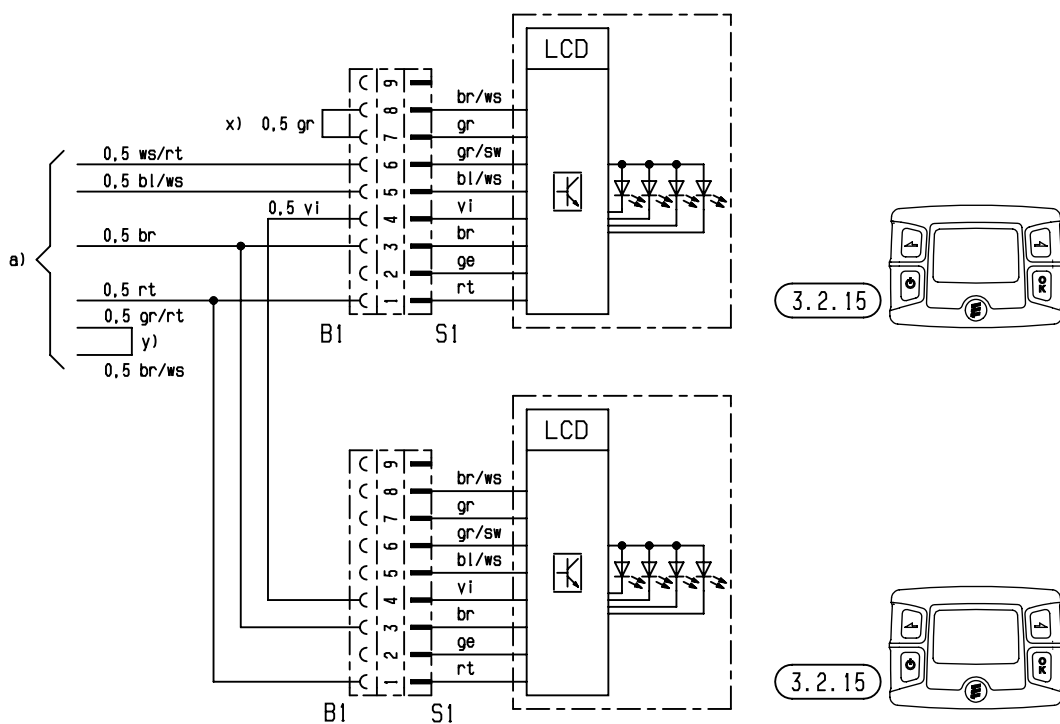 LCD
9
8
7
6
5
4
3
2
1
br/ws
gr
gr/sw
bl/ws
vi
br
ge
rt
x) 0,5 gr
0,5 ws/rt
0,5 bl/ws
0,5 vi
0,5 br
a)
0,5 rt
0,5 gr/rt
y)
0,5 br/ws
B1
S1
3.2.15
OK
LCD
9
8
7
6
5
4
3
2
1
br/ws
gr
gr/sw
bl/ws
vi
br
ge
rt
B1
S1
3.2.15
OK